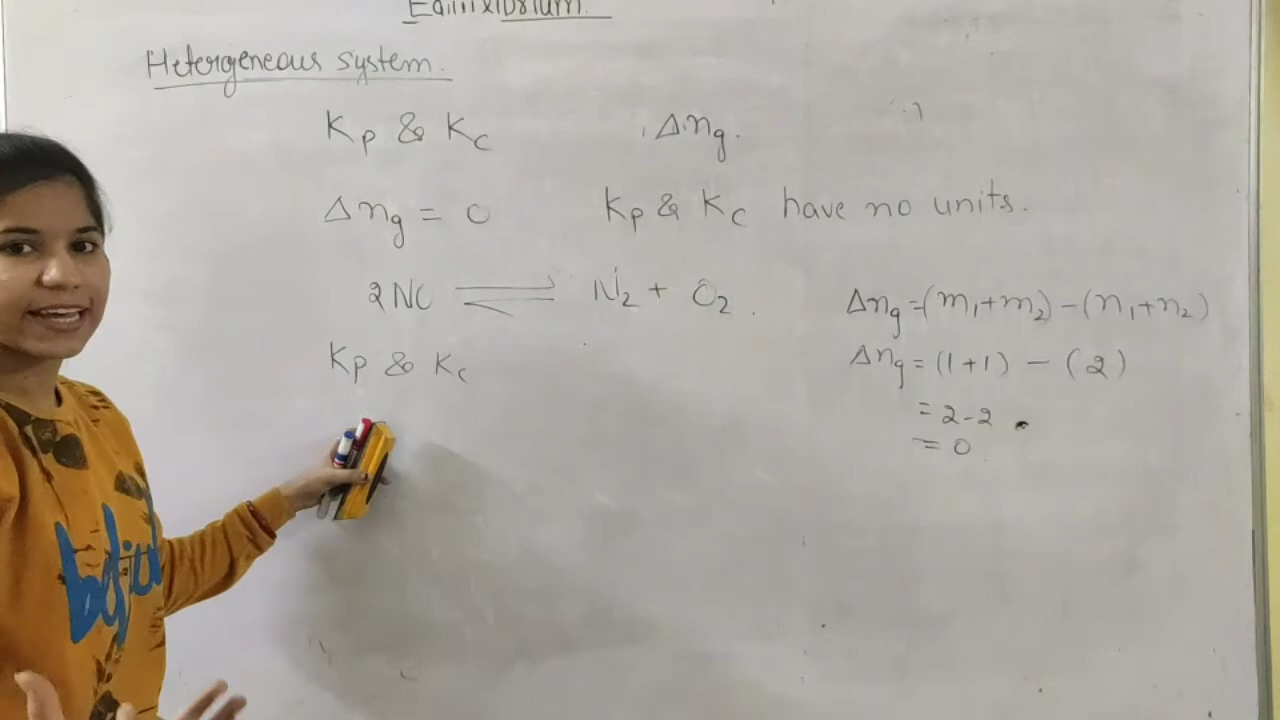 Equilibrium.
Hetergeneous system.
Kp & Kc Δng.
Δng = 0 Kp & Kc have no units.
2NO ⇌ N2 + O2.
Δng = (m1+m2) - (n1+n2)
Kp & Kc
Δng = (1+1) - (2)
= 2-2
= 0